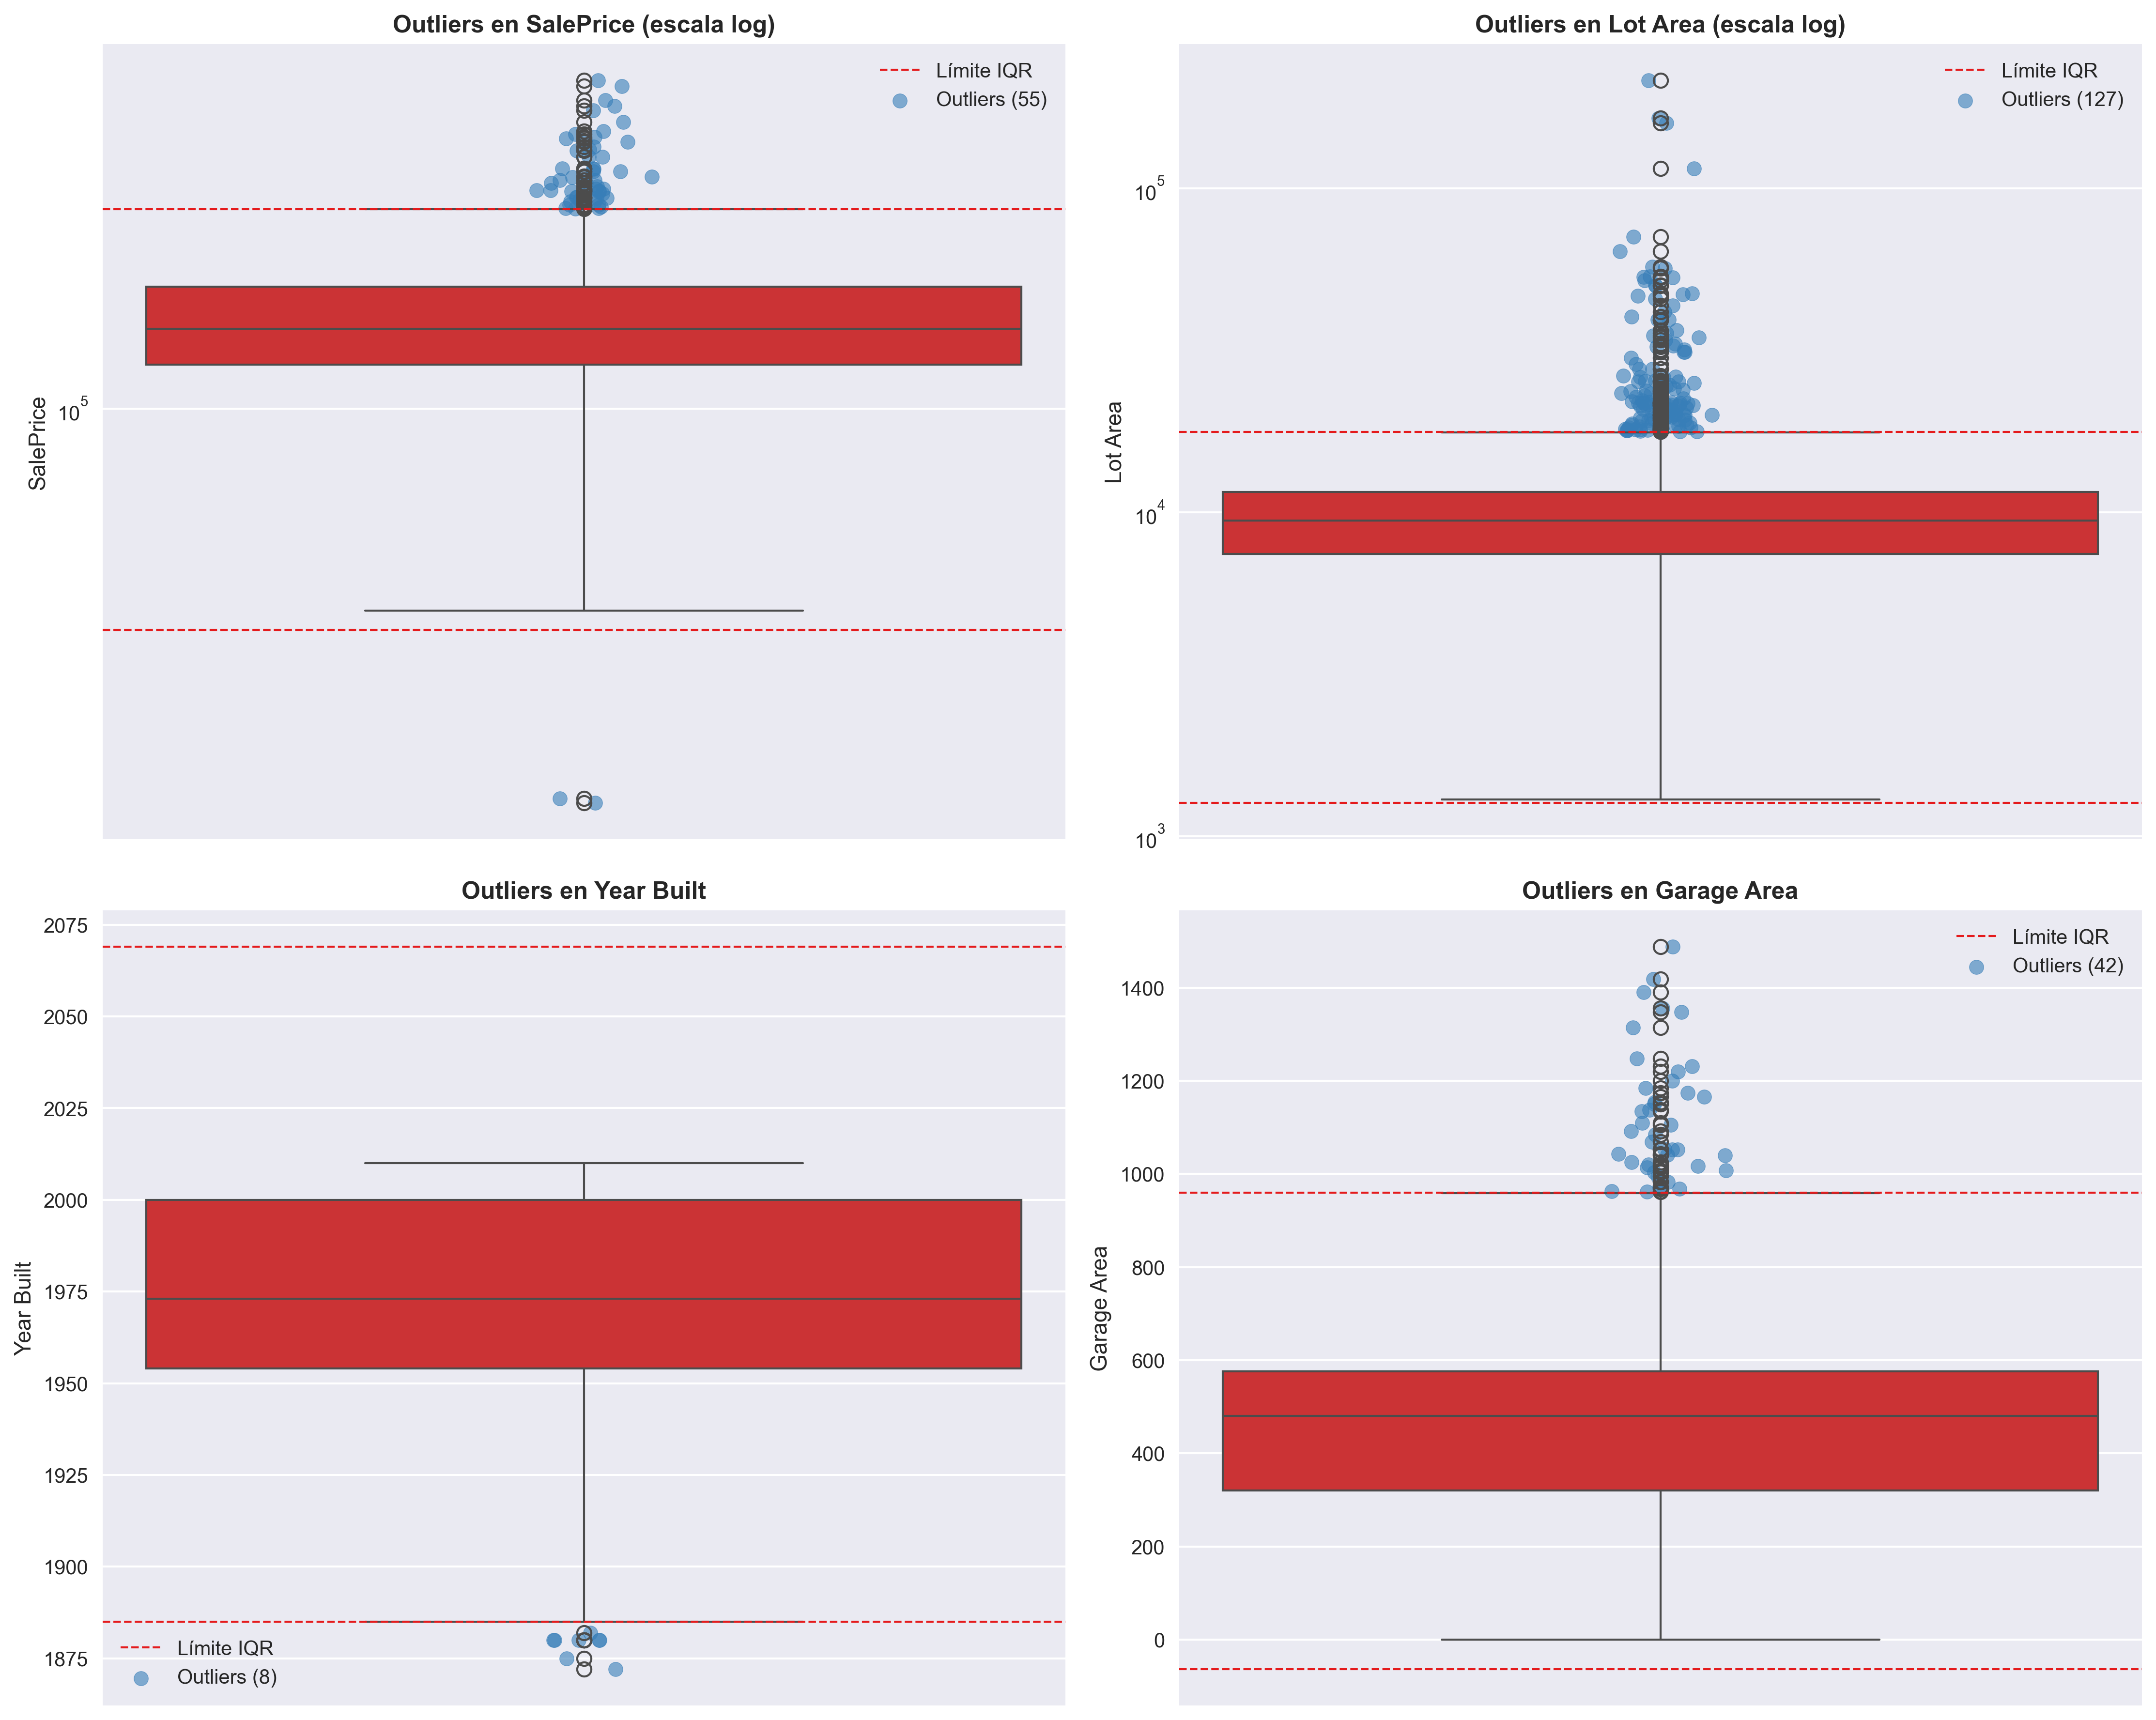 Outliers en SalePrice (escala log)
Límite IQR
Outliers (55)
10^5
SalePrice
Outliers en Lot Area (escala log)
Límite IQR
Outliers (127)
10^5
10^4
10^3
Lot Area
Outliers en Year Built
2075
2050
2025
2000
1975
1950
1925
1900
1875
Year Built
Límite IQR
Outliers (8)
Outliers en Garage Area
Límite IQR
Outliers (42)
1400
1200
1000
800
600
400
200
0
Garage Area